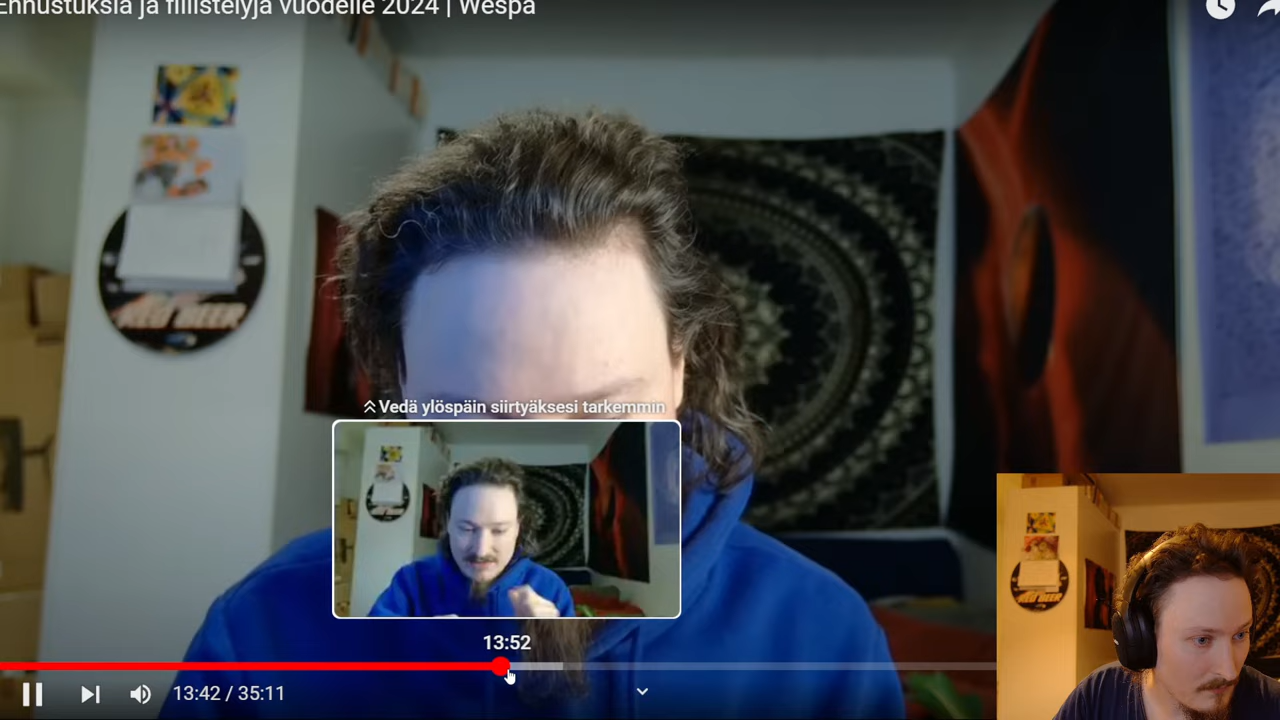 Ennustuksia ja fiilistelyjä vuodelle 2024 | Wespa
Vedä ylöspäin siirtyäksesi tarkemmin
13:52
13:42 / 35:11